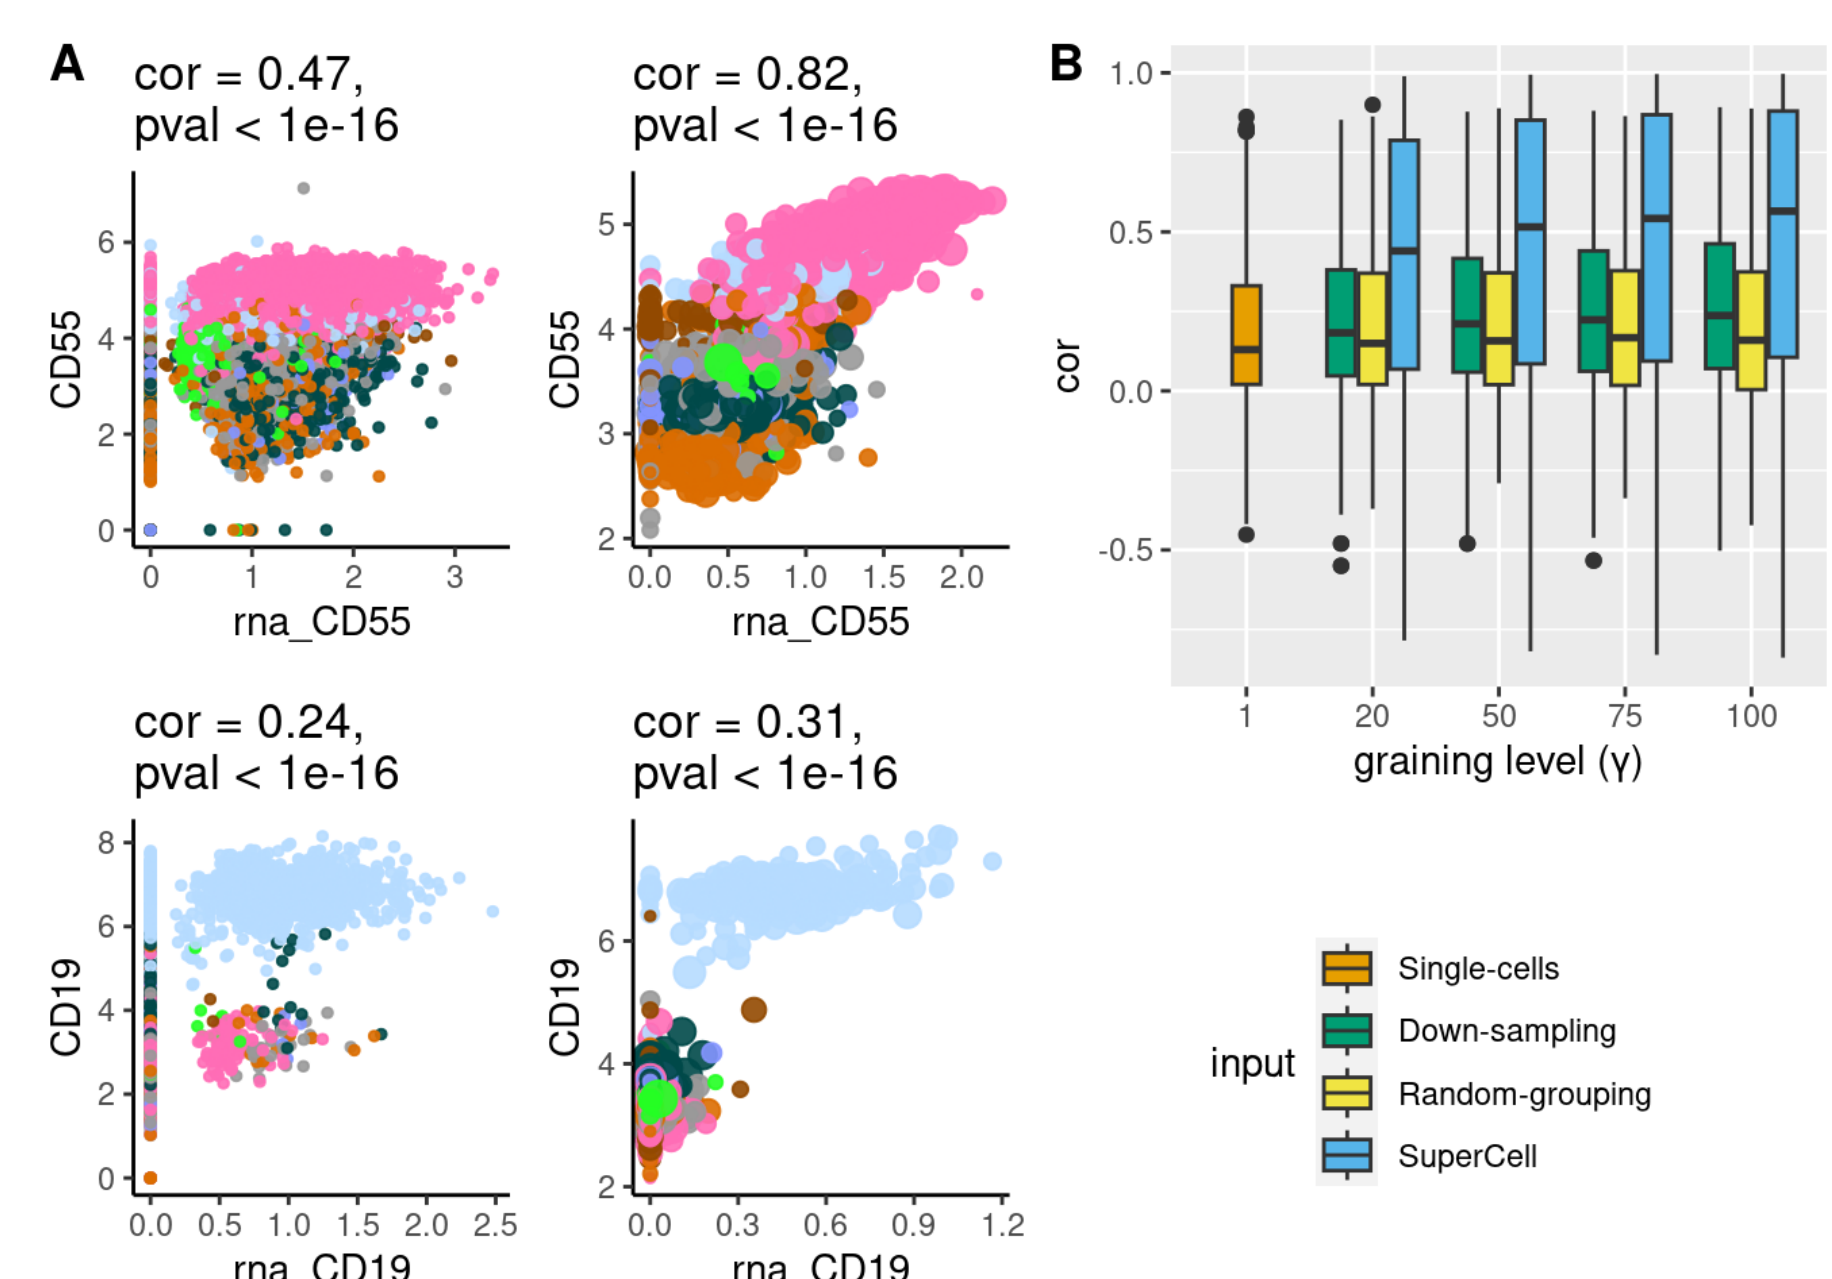 A
cor = 0.47,
pval < 1e-16
CD55
6
4
2
0
0 1 2 3
rna_CD55
cor = 0.82,
pval < 1e-16
CD55
5
4
3
2
0.0 0.5 1.0 1.5 2.0
rna_CD55
cor = 0.24,
pval < 1e-16
CD19
8
6
4
2
0
0.0 0.5 1.0 1.5 2.0 2.5
rna_CD19
cor = 0.31,
pval < 1e-16
CD19
6
4
2
0.0 0.3 0.6 0.9 1.2
rna_CD19
B
cor
1.0
0.5
0.0
-0.5
1 20 50 75 100
graining level (γ)
input
Single-cells
Down-sampling
Random-grouping
SuperCell